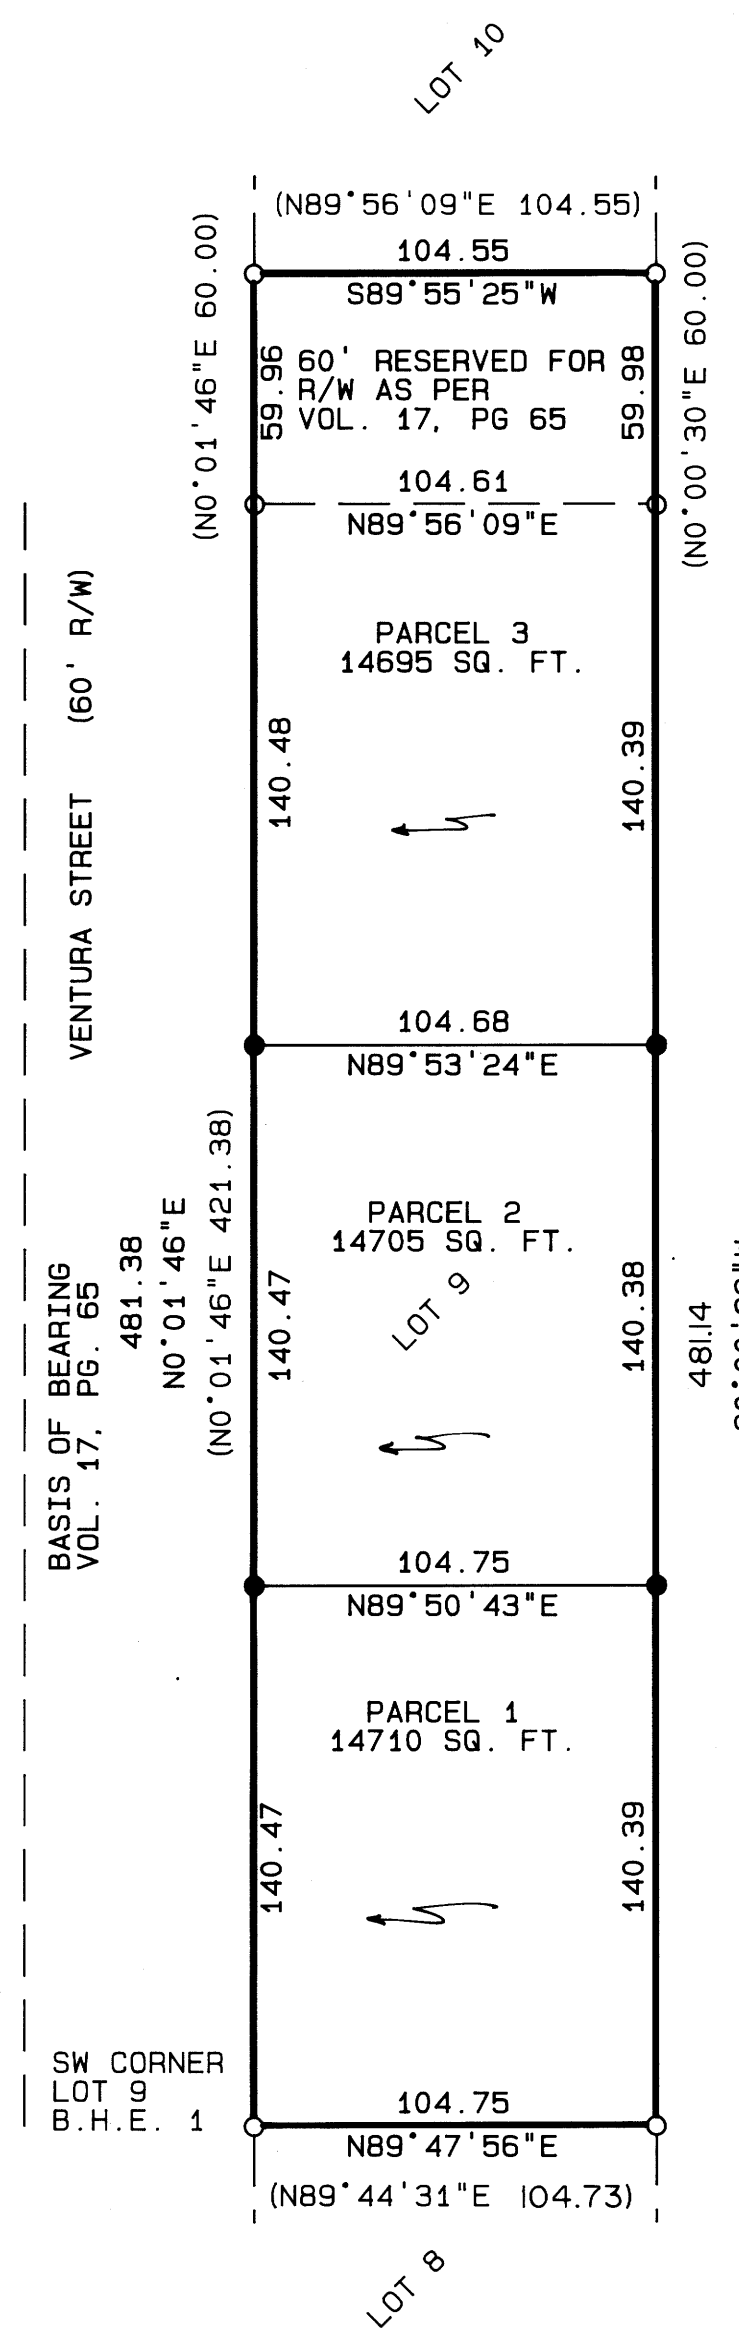 LOT 10
(N89°56'09"E 104.55)
104.55
S89°55'25"W
(N0°01'46"E 60.00)
59.96
60' RESERVED FOR
R/W AS PER
VOL. 17, PG 65
59.98
(N0°00'30"E 60.00)
104.61
N89°56'09"E
VENTURA STREET (60' R/W)
PARCEL 3
14695 SQ. FT.
140.48
140.39
104.68
N89°53'24"E
BASIS OF BEARING
VOL. 17, PG. 65
481.38
N0°01'46"E
(N0°01'46"E 421.38)
PARCEL 2
14705 SQ. FT.
LOT 9
140.47
140.38
481.14
104.75
N89°50'43"E
PARCEL 1
14710 SQ. FT.
140.47
140.39
SW CORNER
LOT 9
B.H.E. 1
104.75
N89°47'56"E
(N89°44'31"E 104.73)
LOT 8